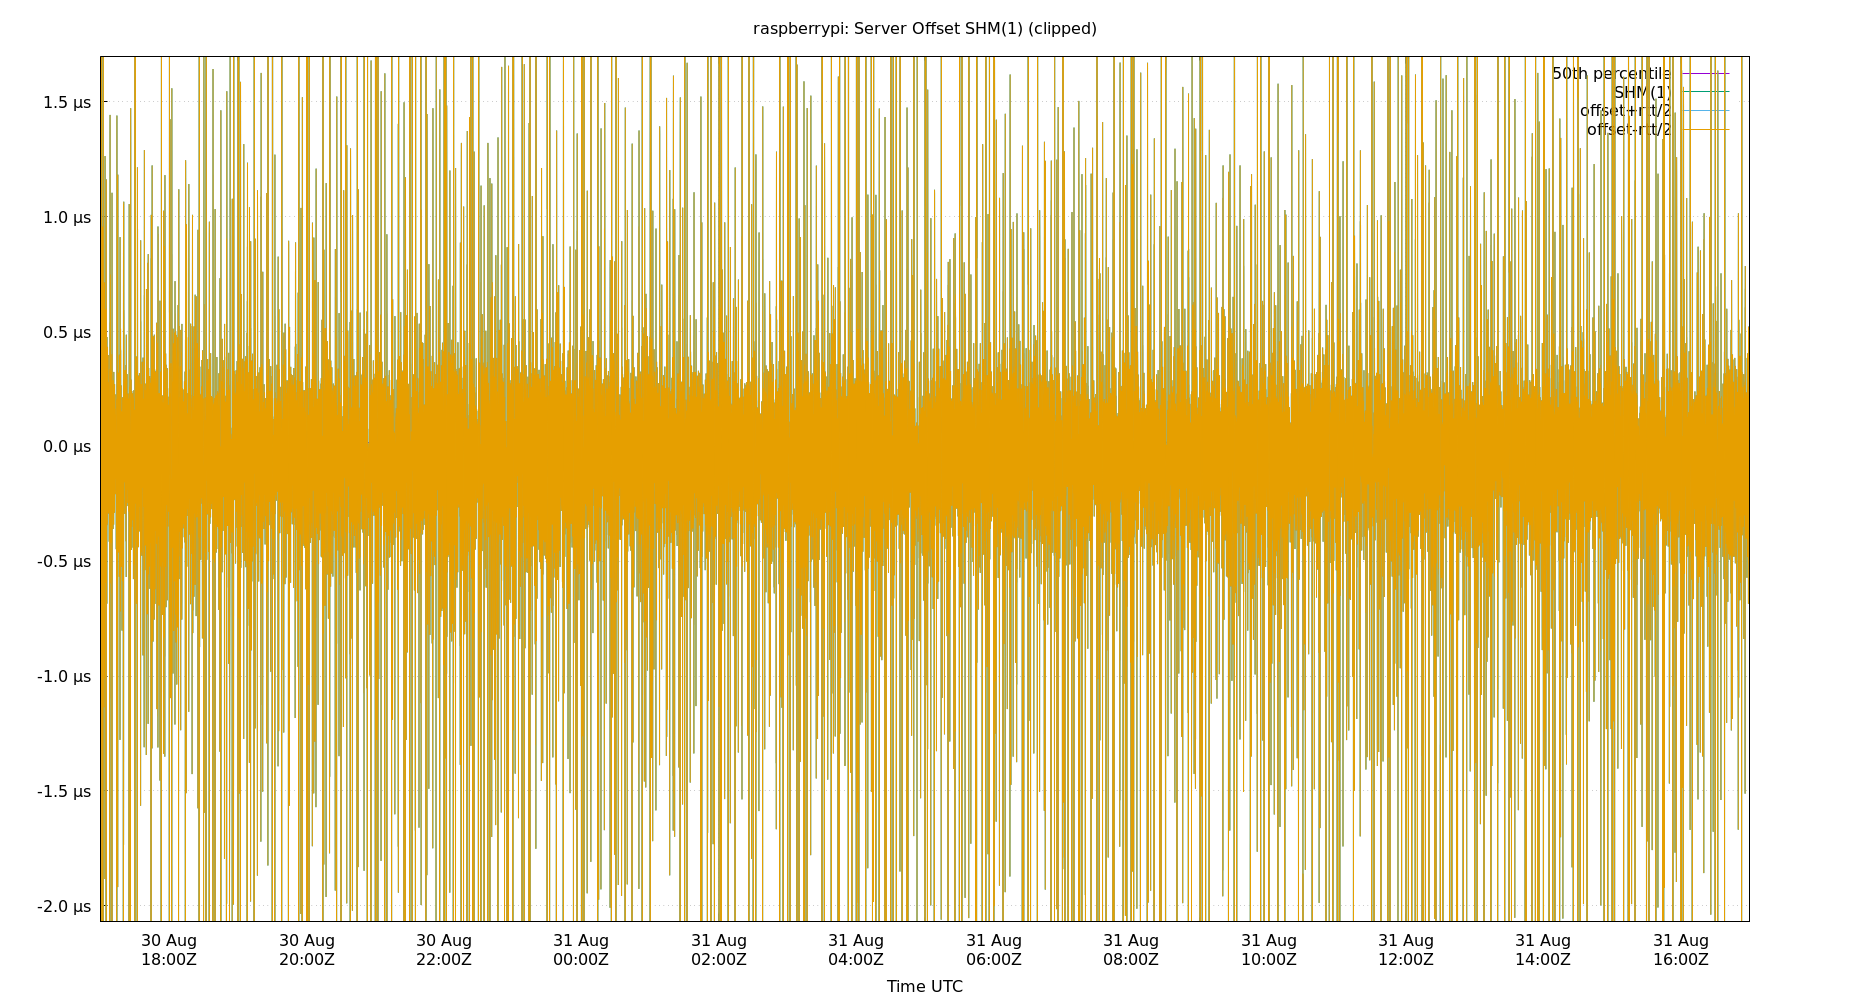 raspberrypi: Server Offset SHM(1) (clipped)
50th percentile
SHM(1)
offset+rtt/2
offset-rtt/2
1.5 µs
1.0 µs
0.5 µs
0.0 µs
-0.5 µs
-1.0 µs
-1.5 µs
-2.0 µs
30 Aug 30 Aug 30 Aug 31 Aug 31 Aug 31 Aug 31 Aug 31 Aug 31 Aug 31 Aug 31 Aug 31 Aug
18:00Z 20:00Z 22:00Z 00:00Z 02:00Z 04:00Z 06:00Z 08:00Z 10:00Z 12:00Z 14:00Z 16:00Z
Time UTC